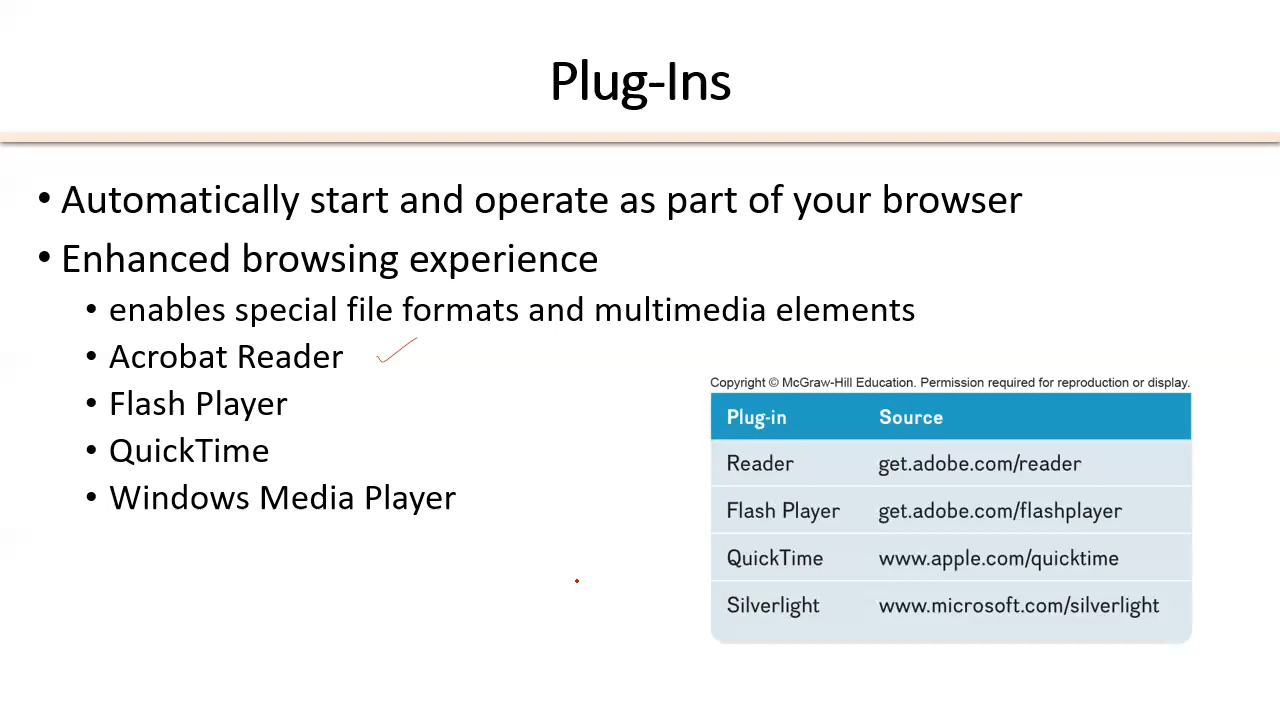 Plug-Ins
• Automatically start and operate as part of your browser
• Enhanced browsing experience
• enables special file formats and multimedia elements
• Acrobat Reader
• Flash Player
• QuickTime
• Windows Media Player
Copyright © McGraw-Hill Education. Permission required for reproduction or display.
Plug-in Source
Reader get.adobe.com/reader
Flash Player get.adobe.com/flashplayer
QuickTime www.apple.com/quicktime
Silverlight www.microsoft.com/silverlight